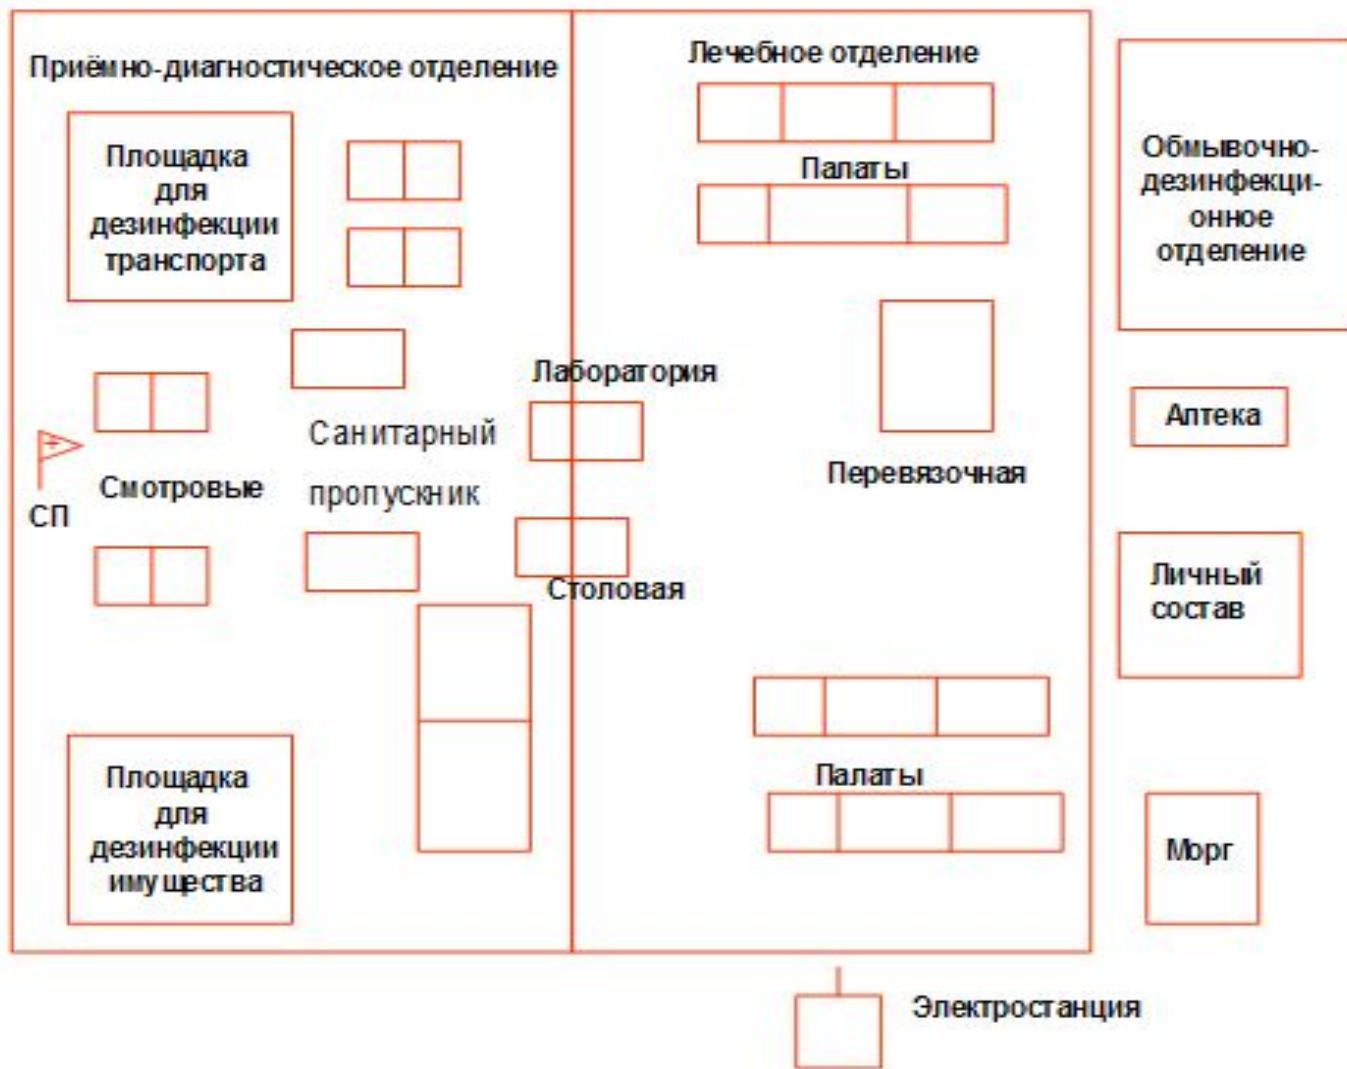 Приёмно-диагностическое отделение
Площадка
для
дезинфекции
транспорта
Смотровые
СП
Санитарный
пропускник
Площадка
для
дезинфекции
имущества
Лаборатория
Столовая
Лечебное отделение
Палаты
Перевязочная
Палаты
Обмывочно-
дезинфекци-
онное
отделение
Аптека
Личный
состав
Морг
Электростанция